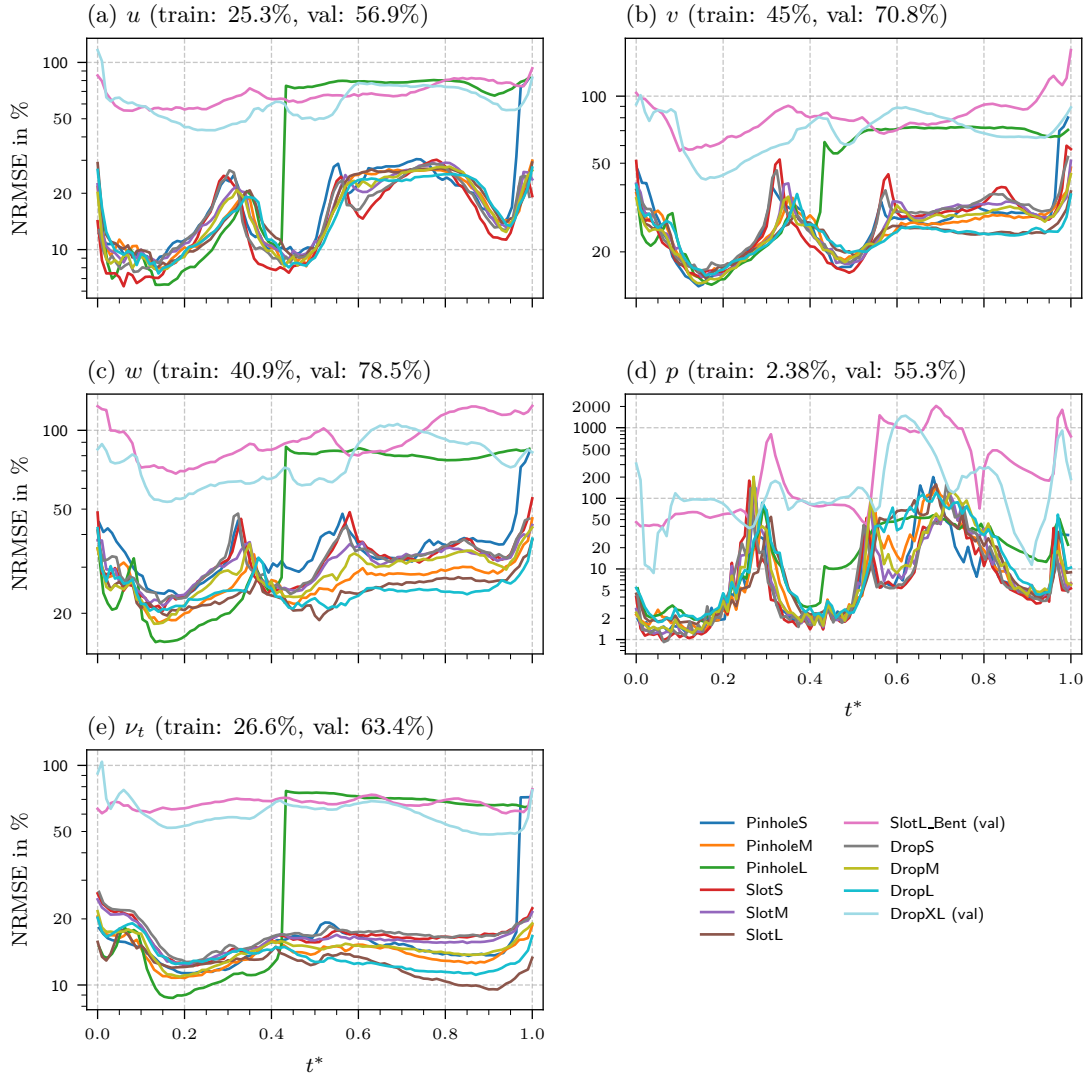 (a) u (train: 25.3%, val: 56.9%)
(b) v (train: 45%, val: 70.8%)
NRMSE in %
100
50
20
10
100
50
20
(c) w (train: 40.9%, val: 78.5%)
(d) p (train: 2.38%, val: 55.3%)
NRMSE in %
100
50
20
2000
1000
500
200
100
50
20
10
5
2
1
0.0 0.2 0.4 0.6 0.8 1.0
t*
(e) νt (train: 26.6%, val: 63.4%)
NRMSE in %
100
50
20
10
0.0 0.2 0.4 0.6 0.8 1.0
t*
PinholeS
PinholeM
PinholeL
SlotS
SlotM
SlotL
SlotL_Bent (val)
DropS
DropM
DropL
DropXL (val)